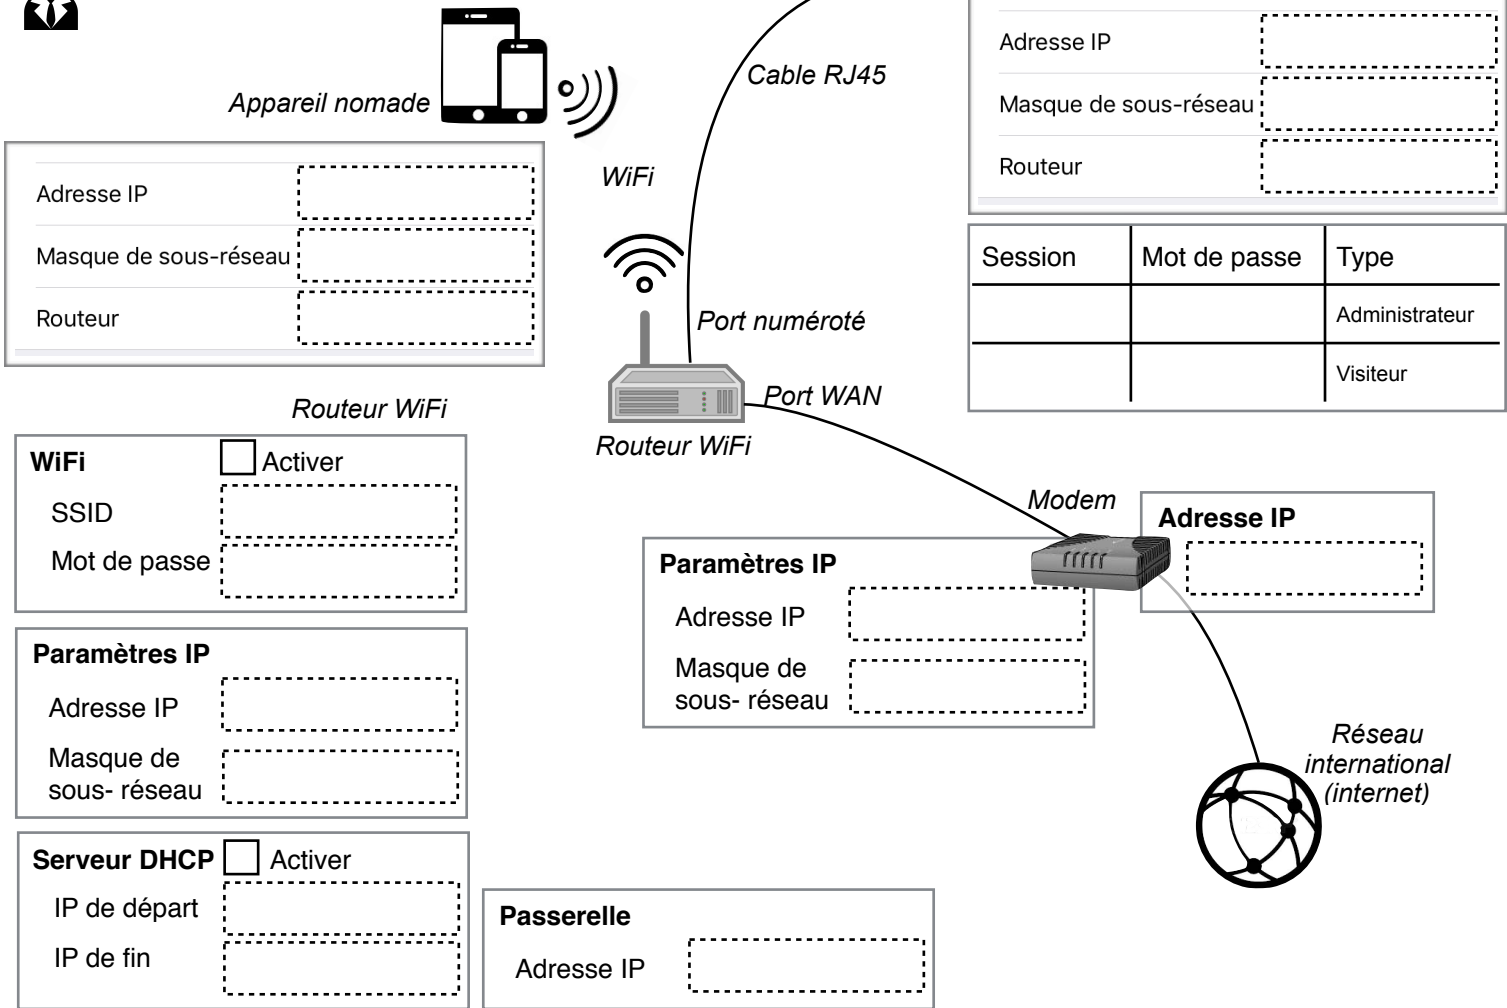 Appareil nomade
Adresse IP
Masque de sous-réseau
Routeur
Cable RJ45
WiFi
Port numéroté
Port WAN
Routeur WiFi
Adresse IP
Masque de sous-réseau
Routeur
Session Mot de passe Type
Administrateur
Visiteur
Routeur WiFi
WiFi Activer
SSID
Mot de passe
Paramètres IP
Adresse IP
Masque de
sous- réseau
Serveur DHCP Activer
IP de départ
IP de fin
Passerelle
Adresse IP
Modem
Paramètres IP
Adresse IP
Masque de
sous- réseau
Adresse IP
Réseau
international
(internet)